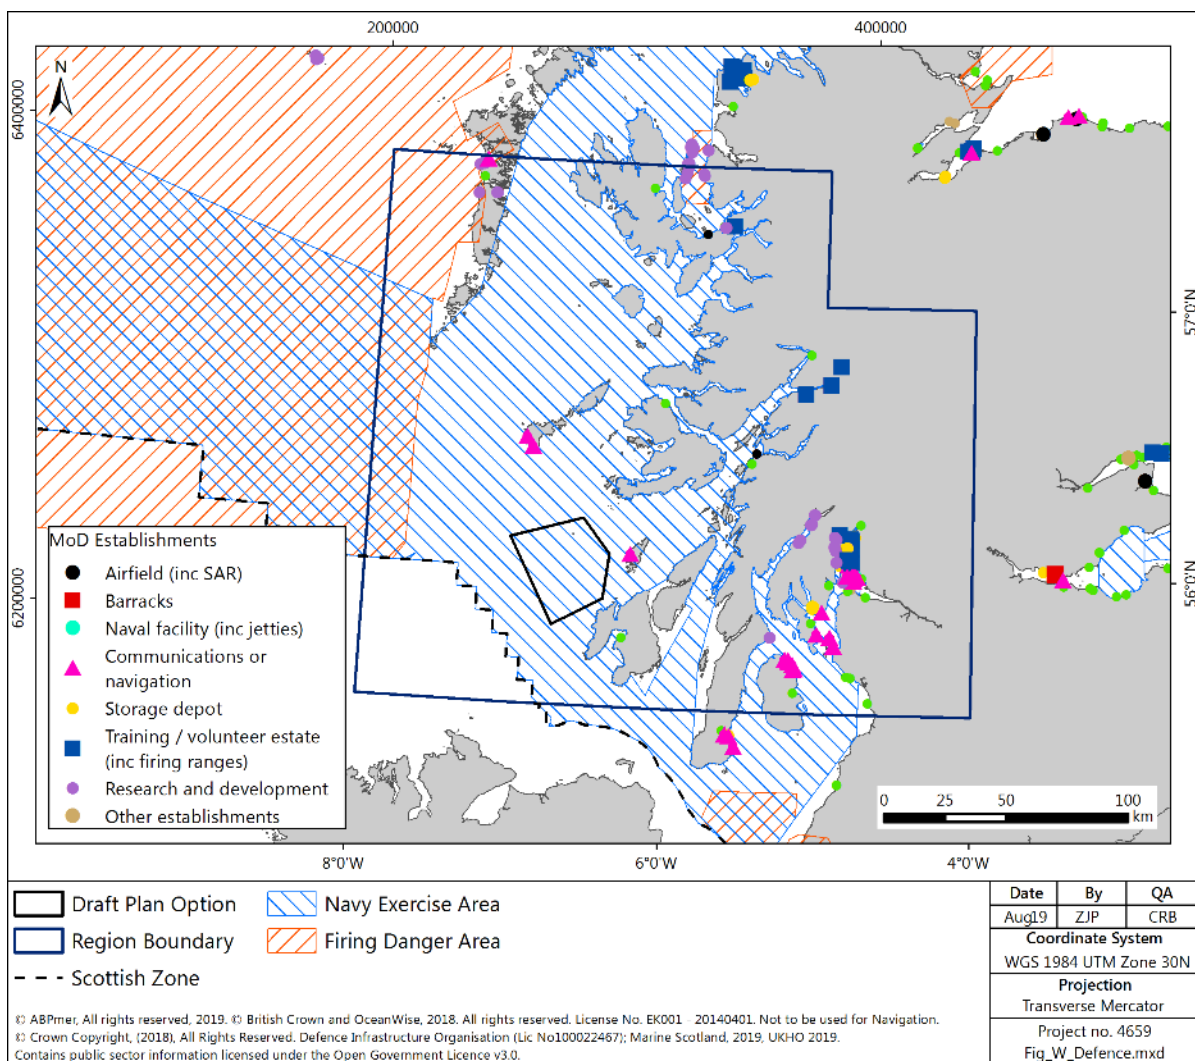 200000
400000
N
6400000
6200000
57°0'N
56°0'N
MoD Establishments
Airfield (inc SAR)
Barracks
Naval facility (inc jetties)
Communications or
navigation
Storage depot
Training / volunteer estate
(inc firing ranges)
Research and development
Other establishments
0 25 50 100
km
8°0'W
6°0'W
4°0'W
Draft Plan Option
Navy Exercise Area
Region Boundary
Firing Danger Area
Scottish Zone
Date By QA
Aug19 ZJP CRB
Coordinate System
WGS 1984 UTM Zone 30N
Projection
Transverse Mercator
Project no. 4659
Fig_W_Defence.mxd
© ABPmer, All rights reserved, 2019. © British Crown and OceanWise, 2018. All rights reserved. License No. EK001 - 20140401. Not to be used for Navigation.
© Crown Copyright, (2018), All Rights Reserved. Defence Infrastructure Organisation (Lic No100022467); Marine Scotland, 2019, UKHO 2019.
Contains public sector information licensed under the Open Government Licence v3.0.